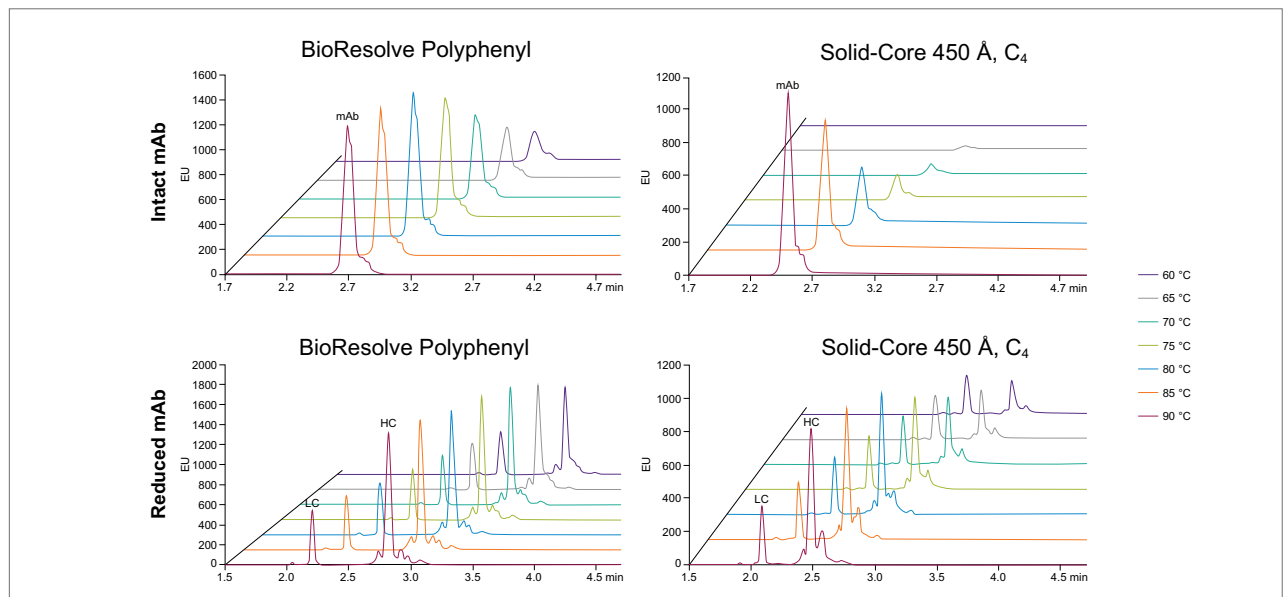 BioResolve Polyphenyl
Solid-Core 450 Å, C₄
Intact mAb
EU
1600
1400
1200
1000
800
600
400
200
0
mAb
1.7 2.2 2.7 3.2 3.7 4.2 4.7 min
EU
1200
1000
800
600
400
200
0
mAb
1.7 2.2 2.7 3.2 2.7 4.2 4.7 min
60 °C
65 °C
70 °C
75 °C
80 °C
85 °C
90 °C
BioResolve Polyphenyl
Solid-Core 450 Å, C₄
Reduced mAb
EU
2000
1800
1600
1400
1200
1000
800
600
400
200
0
LC
HC
1.5 2.0 2.5 3.0 3.5 4.0 4.5 min
EU
1200
1000
800
600
400
200
0
LC
HC
1.5 2.0 2.5 3.0 3.5 4.0 4.5 min